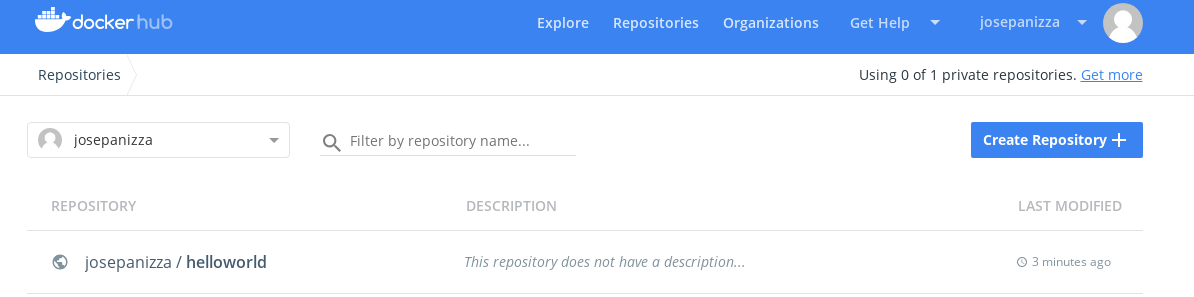 docker hub Explore Repositories Organizations Get Help josepanizza
Repositories Using 0 of 1 private repositories. Get more
josepanizza Filter by repository name... Create Repository
REPOSITORY DESCRIPTION LAST MODIFIED
josepanizza / helloworld This repository does not have a description... 3 minutes ago